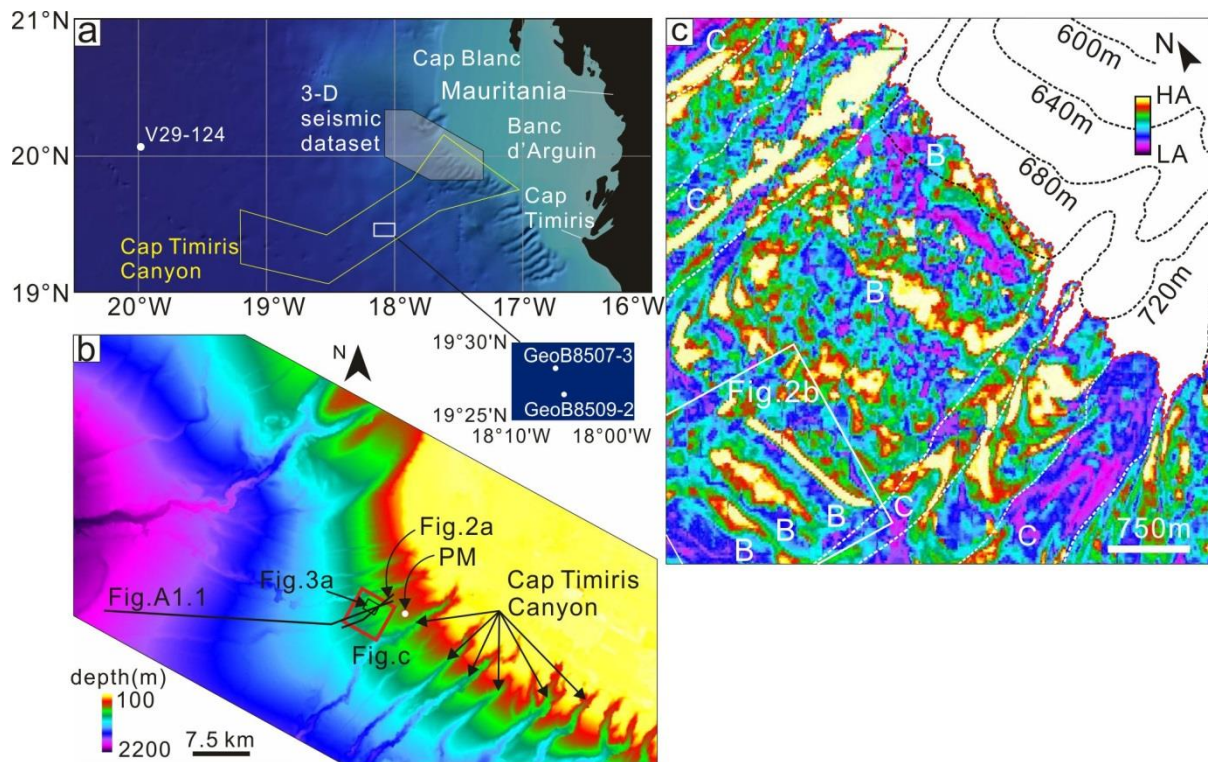 a
21°N
20°N
19°N
20°W
19°W
18°W
17°W
16°W
Cap Blanc
Mauritania
3-D
seismic
dataset
Banc
d'Arguin
V29-124
Cap
Timiris
Cap Timiris
Canyon
19°30'N
GeoB8507-3
19°25'N
GeoB8509-2
18°10'W
18°00'W
b
N
Fig.2a
PM
Fig.3a
Fig.A1.1
Cap Timiris
Canyon
Fig.c
depth(m)
100
2200
7.5 km
c
C
600m
N
HA
LA
640m
B
680m
C
720m
B
Fig.2b
B
B
B
C
C
750m